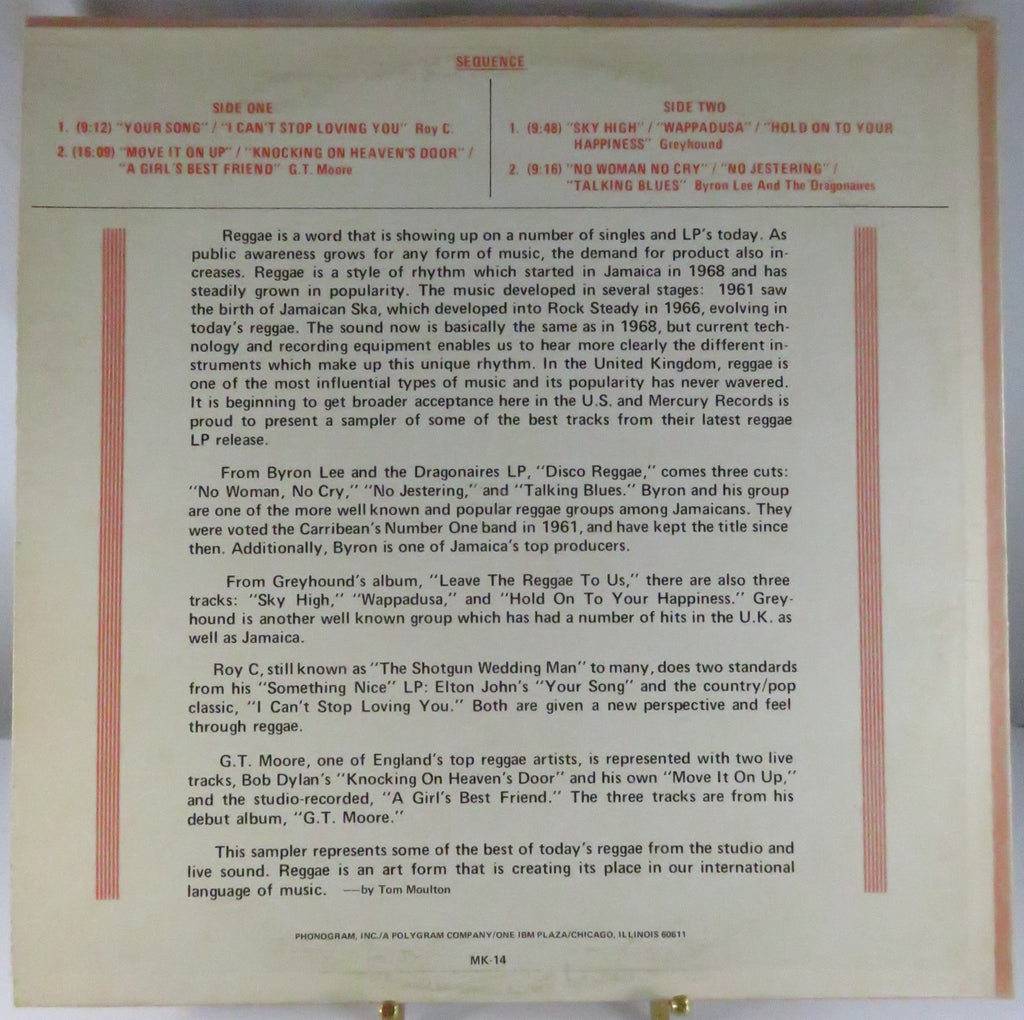 SEQUENCE
SIDE ONE
1. (9:12) "YOUR SONG" / "I CAN'T STOP LOVING YOU" Roy C.
2. (16:09) "MOVE IT ON UP" / "KNOCKING ON HEAVEN'S DOOR" /
"A GIRL'S BEST FRIEND" G.T. Moore
SIDE TWO
1. (9:48) "SKY HIGH" / "WAPPADUSA" / "HOLD ON TO YOUR
HAPPINESS" Greyhound
2. (9:16) "NO WOMAN NO CRY" / "NO JESTERING" /
"TALKING BLUES" Byron Lee And The Dragonaires
Reggae is a word that is showing up on a number of singles and LP's today. As
public awareness grows for any form of music, the demand for product also in-
creases. Reggae is a style of rhythm which started in Jamaica in 1968 and has
steadily grown in popularity. The music developed in several stages: 1961 saw
the birth of Jamaican Ska, which developed into Rock Steady in 1966, evolving in
today's reggae. The sound now is basically the same as in 1968, but current tech-
nology and recording equipment enables us to hear more clearly the different in-
struments which make up this unique rhythm. In the United Kingdom, reggae is
one of the most influential types of music and its popularity has never wavered.
It is beginning to get broader acceptance here in the U.S. and Mercury Records is
proud to present a sampler of some of the best tracks from their latest reggae
LP release.
From Byron Lee and the Dragonaires LP, "Disco Reggae," comes three cuts:
"No Woman, No Cry," "No Jestering," and "Talking Blues." Byron and his group
are one of the more well known and popular reggae groups among Jamaicans. They
were voted the Carribean's Number One band in 1961, and have kept the title since
then. Additionally, Byron is one of Jamaica's top producers.
From Greyhound's album, "Leave The Reggae To Us," there are also three
tracks: "Sky High," "Wappadusa," and "Hold On To Your Happiness." Grey-
hound is another well known group which has had a number of hits in the U.K. as
well as Jamaica.
Roy C, still known as "The Shotgun Wedding Man" to many, does two standards
from his "Something Nice" LP: Elton John's "Your Song" and the country/pop
classic, "I Can't Stop Loving You." Both are given a new perspective and feel
through reggae.
G.T. Moore, one of England's top reggae artists, is represented with two live
tracks, Bob Dylan's "Knocking On Heaven's Door" and his own "Move It On Up,"
and the studio-recorded, "A Girl's Best Friend." The three tracks are from his
debut album, "G.T. Moore."
This sampler represents some of the best of today's reggae from the studio and
live sound. Reggae is an art form that is creating its place in our international
language of music. —by Tom Moulton
PHONOGRAM, INC./A POLYGRAM COMPANY/ONE IBM PLAZA/CHICAGO, ILLINOIS 60611
MK-14